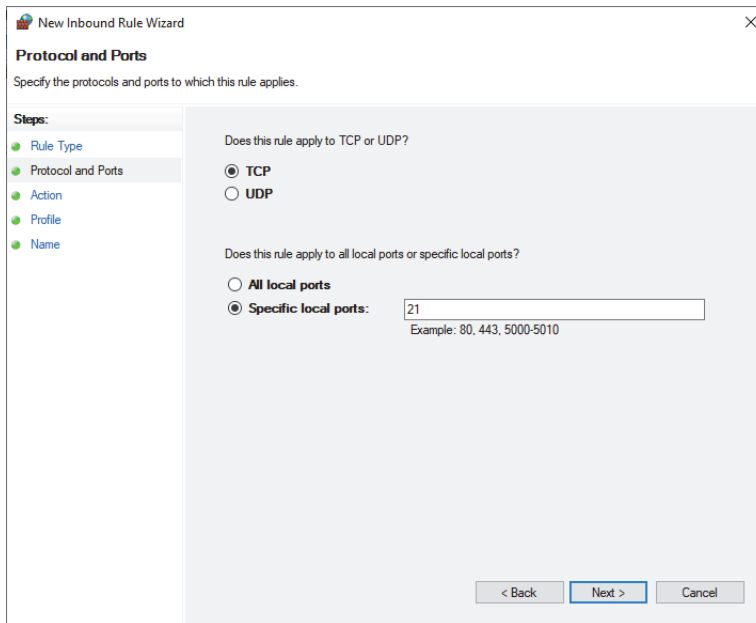 New Inbound Rule Wizard
Protocol and Ports
Specify the protocols and ports to which this rule applies.
Steps:
Rule Type
Protocol and Ports
Action
Profile
Name
Does this rule apply to TCP or UDP?
TCP
UDP
Does this rule apply to all local ports or specific local ports?
All local ports
Specific local ports: 21
Example: 80, 443, 5000-5010
< Back Next > Cancel